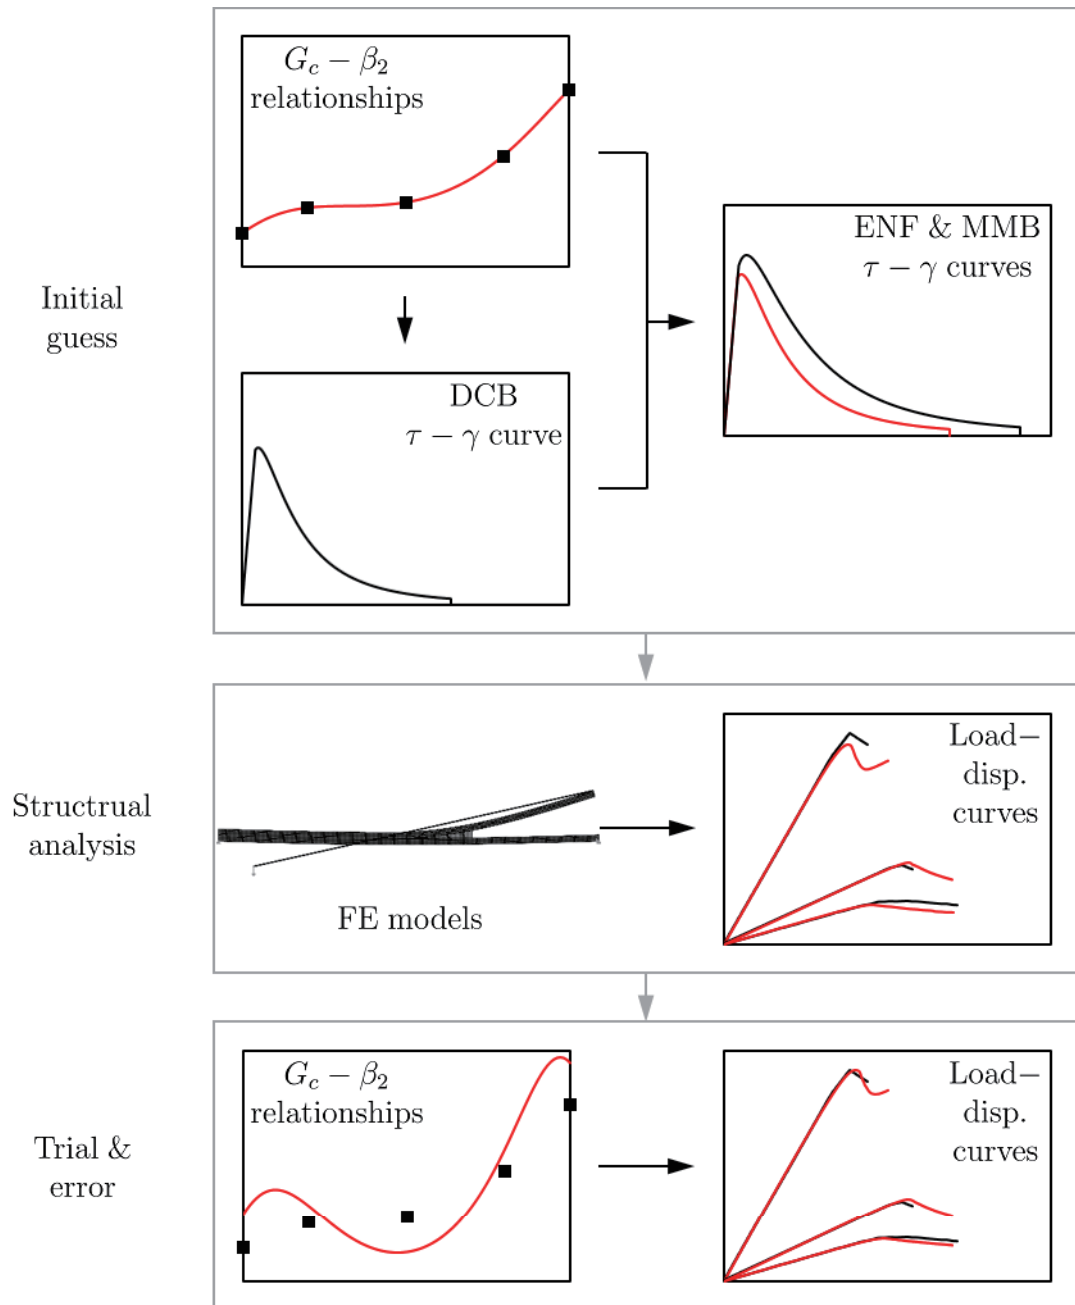 G_c − β_2
relationships
ENF & MMB
τ − γ curves
Initial
guess
DCB
τ − γ curve
Load−
disp.
curves
Structrual
analysis
FE models
G_c − β_2
relationships
Load−
disp.
curves
Trial &
error